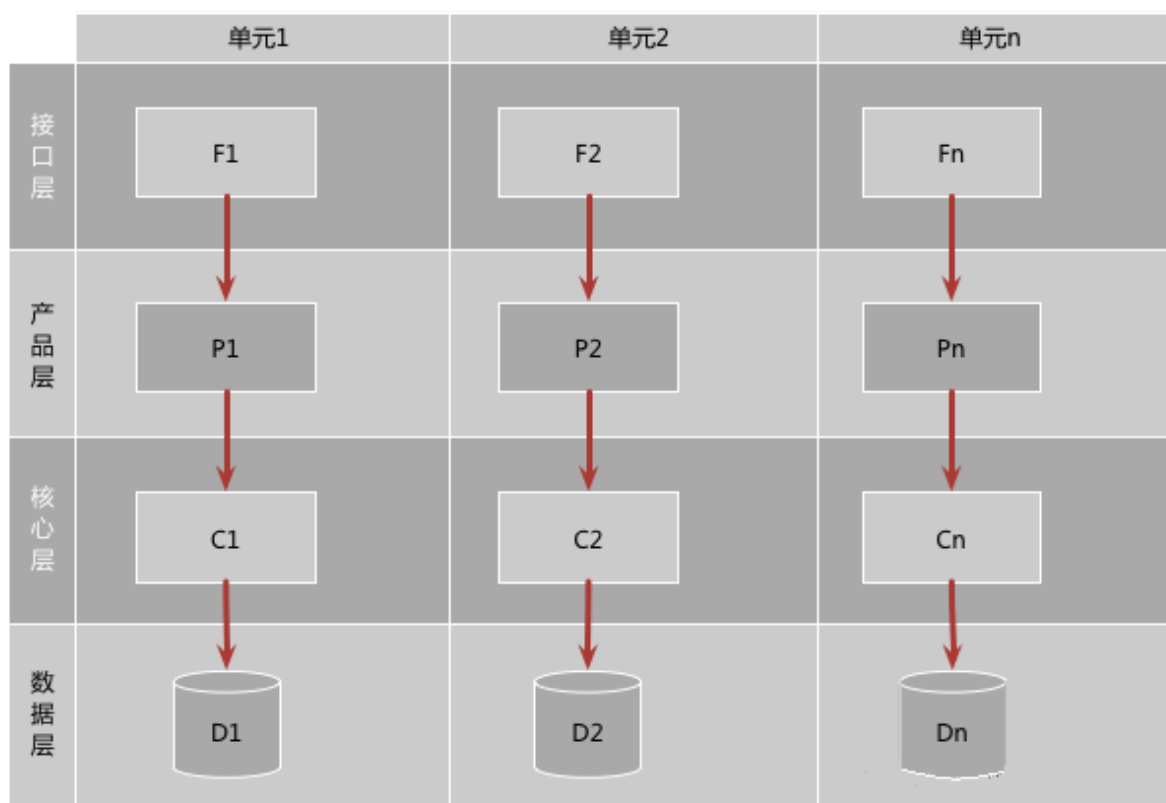 单元1 单元2 单元n
接口层 F1 F2 Fn
产品层 P1 P2 Pn
核心层 C1 C2 Cn
数据层 D1 D2 Dn